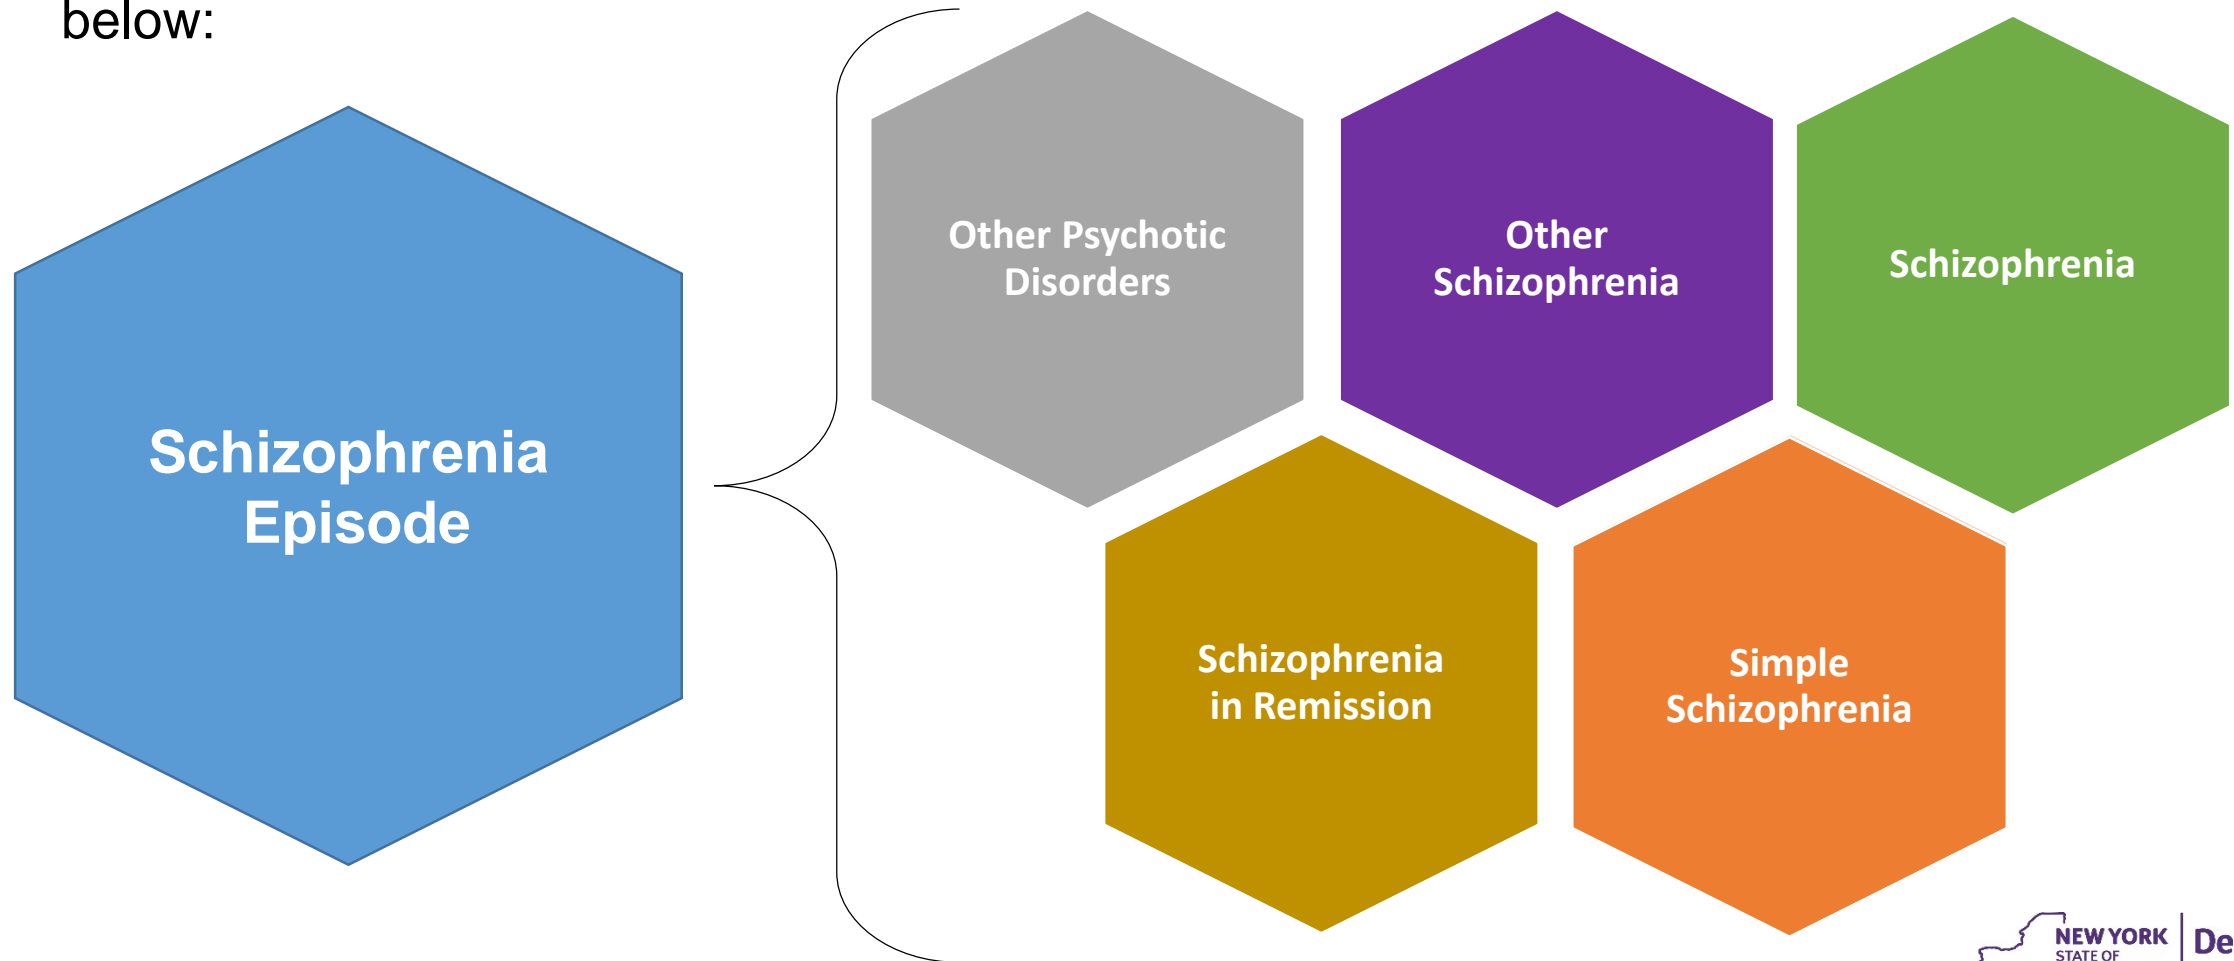 below:
Schizophrenia
Episode
Other Psychotic
Disorders
Other
Schizophrenia
Schizophrenia
Schizophrenia
in Remission
Simple
Schizophrenia
NEW YORK
STATE OF
De